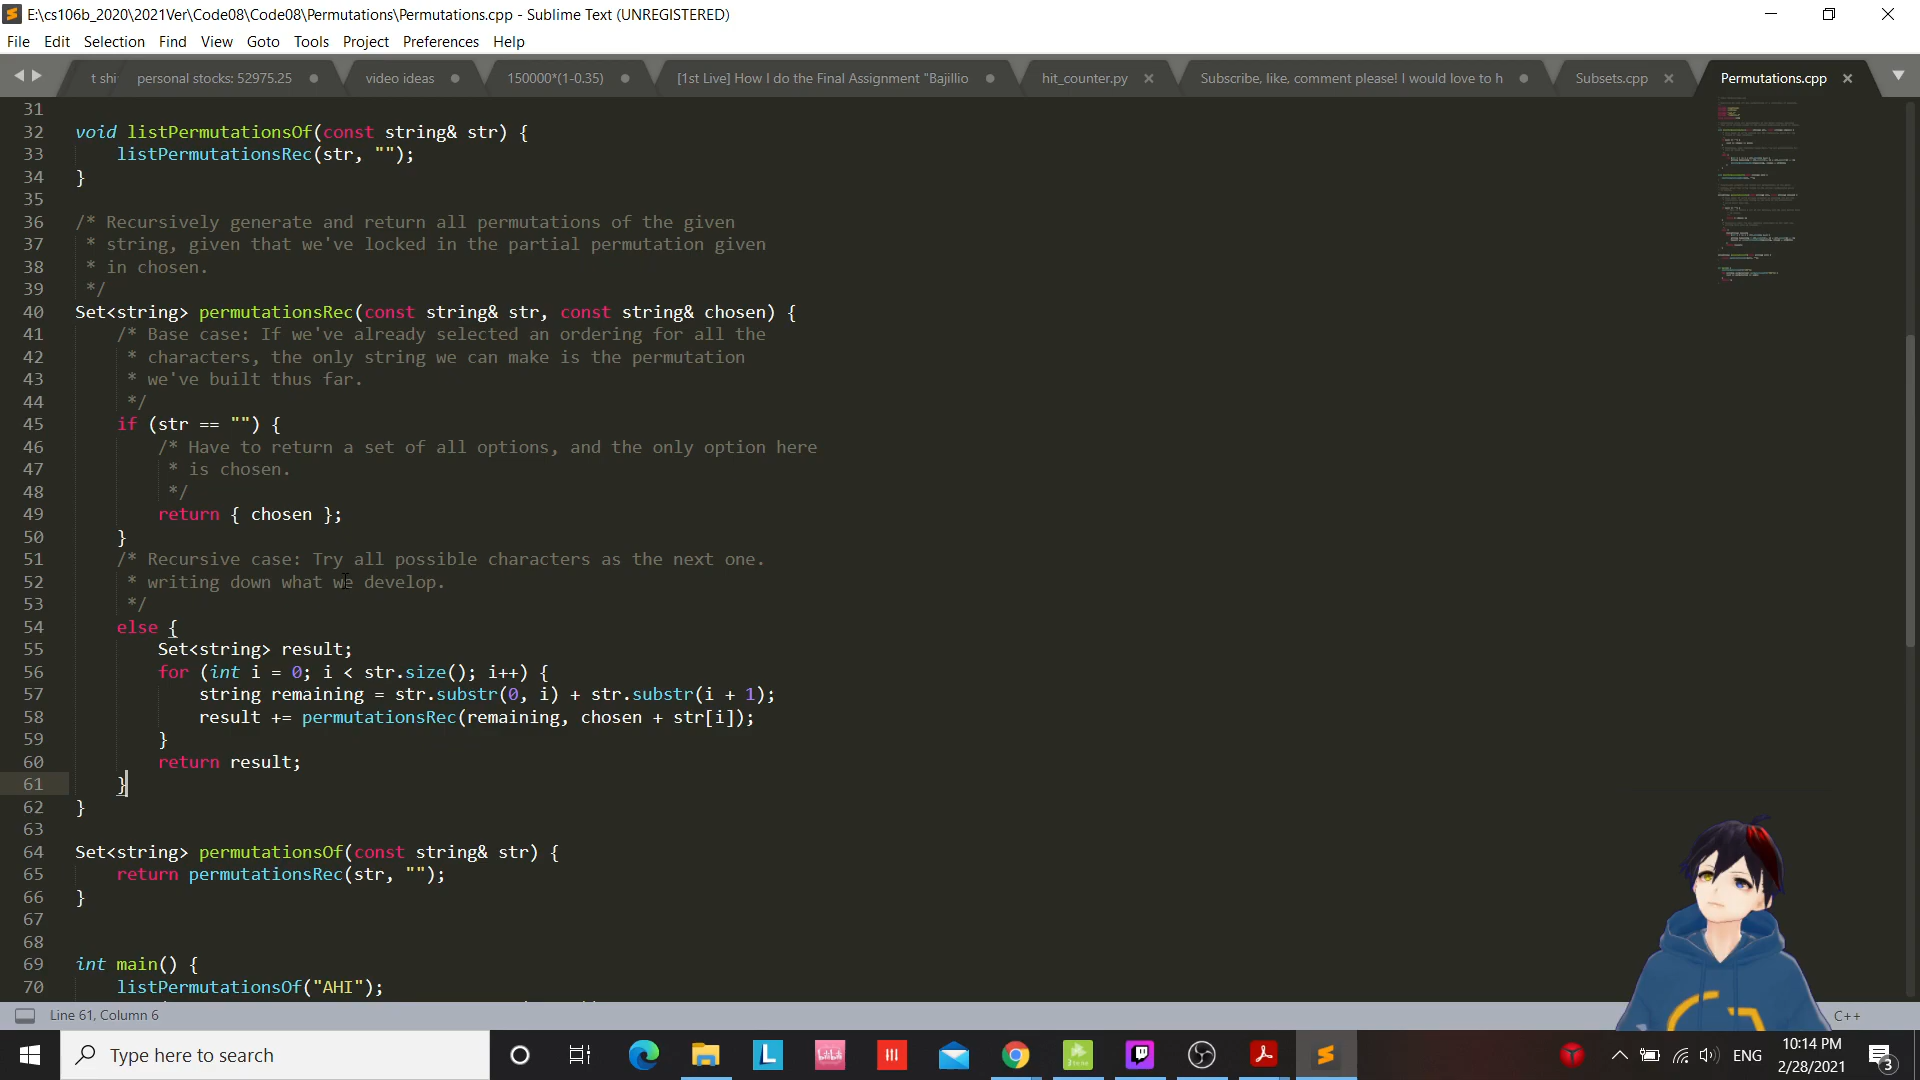 E:\cs106b_2020\2021Ver\Code08\Code08\Permutations\Permutations.cpp - Sublime Text (UNREGISTERED)
File Edit Selection Find View Goto Tools Project Preferences Help
t shi personal stocks: 52975.25 video ideas 150000*(1-0.35) [1st Live] How I do the Final Assignment "Bajillio hit_counter.py Subscribe, like, comment please! I would love to h Subsets.cpp Permutations.cpp
31
32 void listPermutationsOf(const string& str) {
33 listPermutationsRec(str, "");
34 }
35
36 /* Recursively generate and return all permutations of the given
37 * string, given that we've locked in the partial permutation given
38 * in chosen.
39 */
40 Set<string> permutationsRec(const string& str, const string& chosen) {
41 /* Base case: If we've already selected an ordering for all the
42 * characters, the only string we can make is the permutation
43 * we've built thus far.
44 */
45 if (str == "") {
46 /* Have to return a set of all options, and the only option here
47 * is chosen.
48 */
49 return { chosen };
50 }
51 /* Recursive case: Try all possible characters as the next one.
52 * writing down what we develop.
53 */
54 else {
55 Set<string> result;
56 for (int i = 0; i < str.size(); i++) {
57 string remaining = str.substr(0, i) + str.substr(i + 1);
58 result += permutationsRec(remaining, chosen + str[i]);
59 }
60 return result;
61 }
62 }
63
64 Set<string> permutationsOf(const string& str) {
65 return permutationsRec(str, "");
66 }
67
68
69 int main() {
70 listPermutationsOf("AHI");
Line 61, Column 6 C++
Type here to search
ENG
10:14 PM
2/28/2021
3